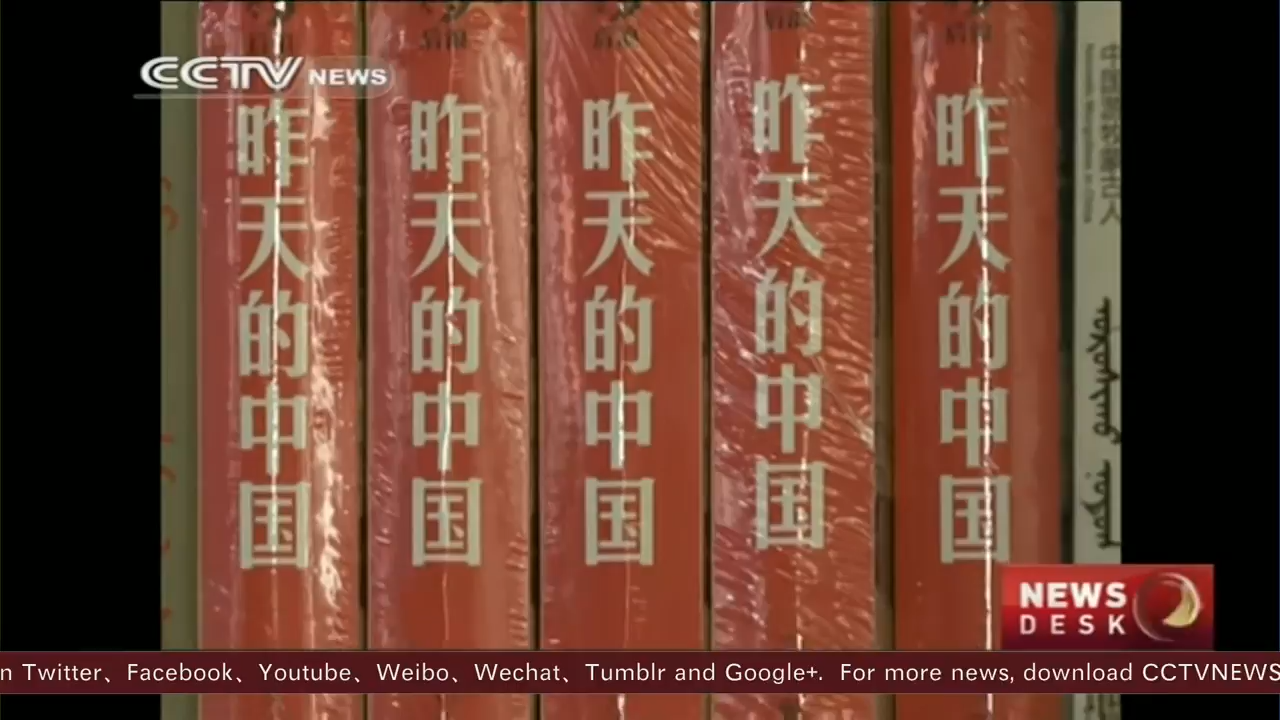 CCTV NEWS
昨天的中国
昨天的中国
昨天的中国
昨天的中国
昨天的中国
NEWS
DESK
n Twitter、Facebook、Youtube、Weibo、Wechat、Tumblr and Google+. For more news, download CCTVNEWS